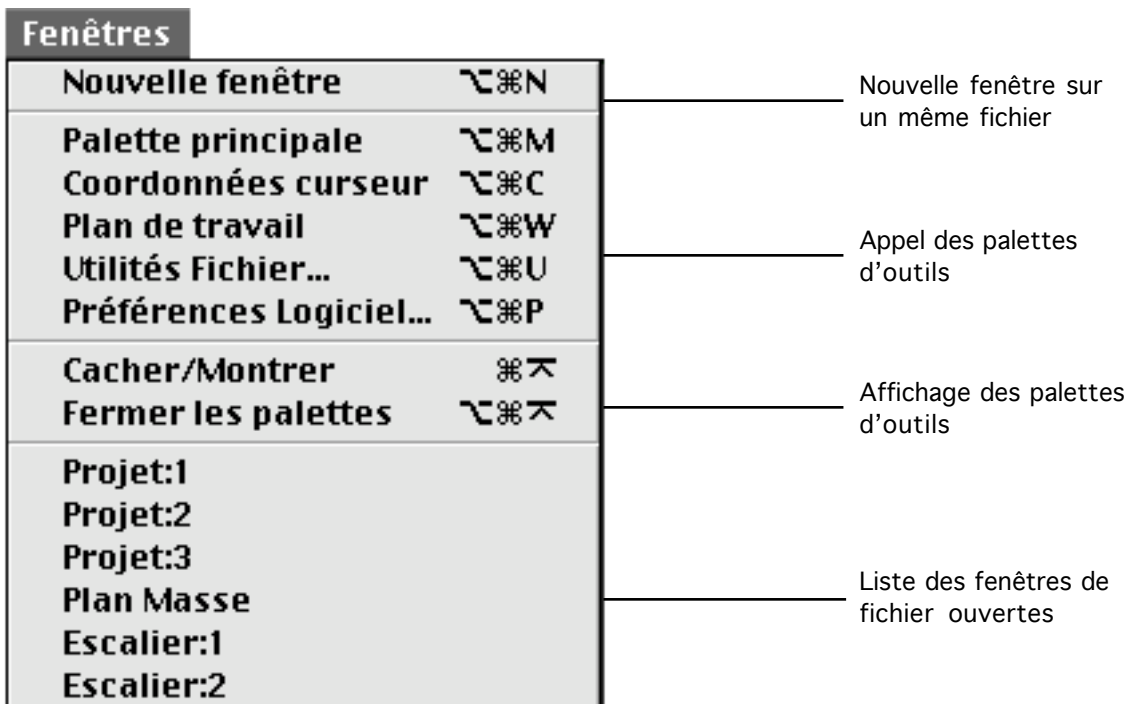 Fenêtres
Nouvelle fenêtre ⌥⌘N
Nouvelle fenêtre sur
un même fichier
Palette principale ⌥⌘M
Coordonnées curseur ⌥⌘C
Plan de travail ⌥⌘W
Utilités Fichier... ⌥⌘U
Préférences Logiciel... ⌥⌘P
Appel des palettes
d'outils
Cacher/Montrer ⌘⌤
Fermer les palettes ⌥⌘⌤
Affichage des palettes
d'outils
Projet:1
Projet:2
Projet:3
Plan Masse
Escalier:1
Escalier:2
Liste des fenêtres de
fichier ouvertes